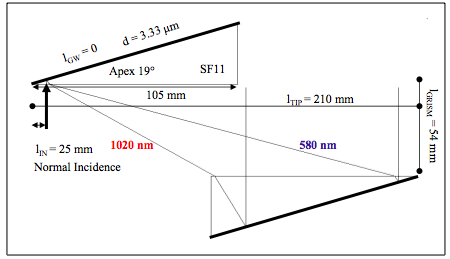 l_GW = 0 d = 3.33 µm
Apex 19° SF11
105 mm
l_TIP = 210 mm
l_GRISM = 54 mm
l_IN = 25 mm 1020 nm 580 nm
Normal Incidence